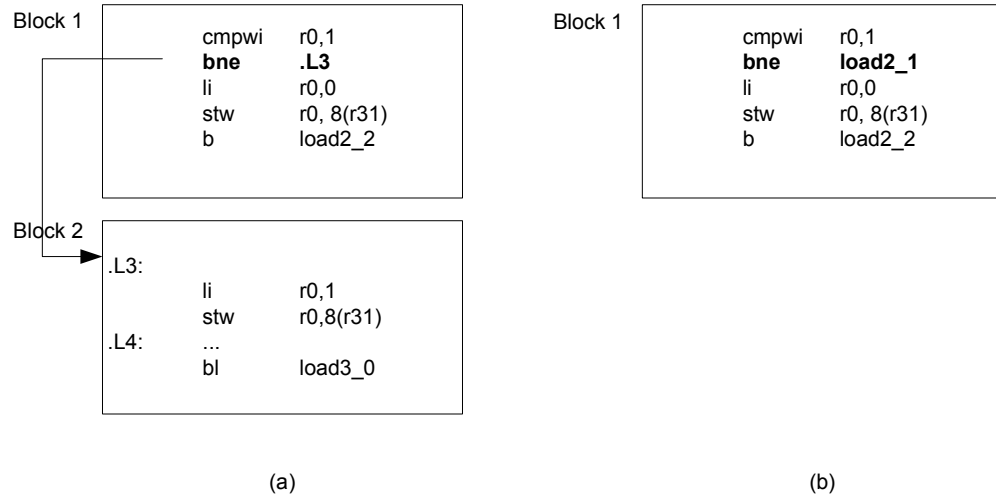 Block 1
cmpwi r0,1
bne .L3
li r0,0
stw r0, 8(r31)
b load2_2
Block 2
.L3:
li r0,1
stw r0,8(r31)
.L4: ...
bl load3_0
(a)
Block 1
cmpwi r0,1
bne load2_1
li r0,0
stw r0, 8(r31)
b load2_2
(b)